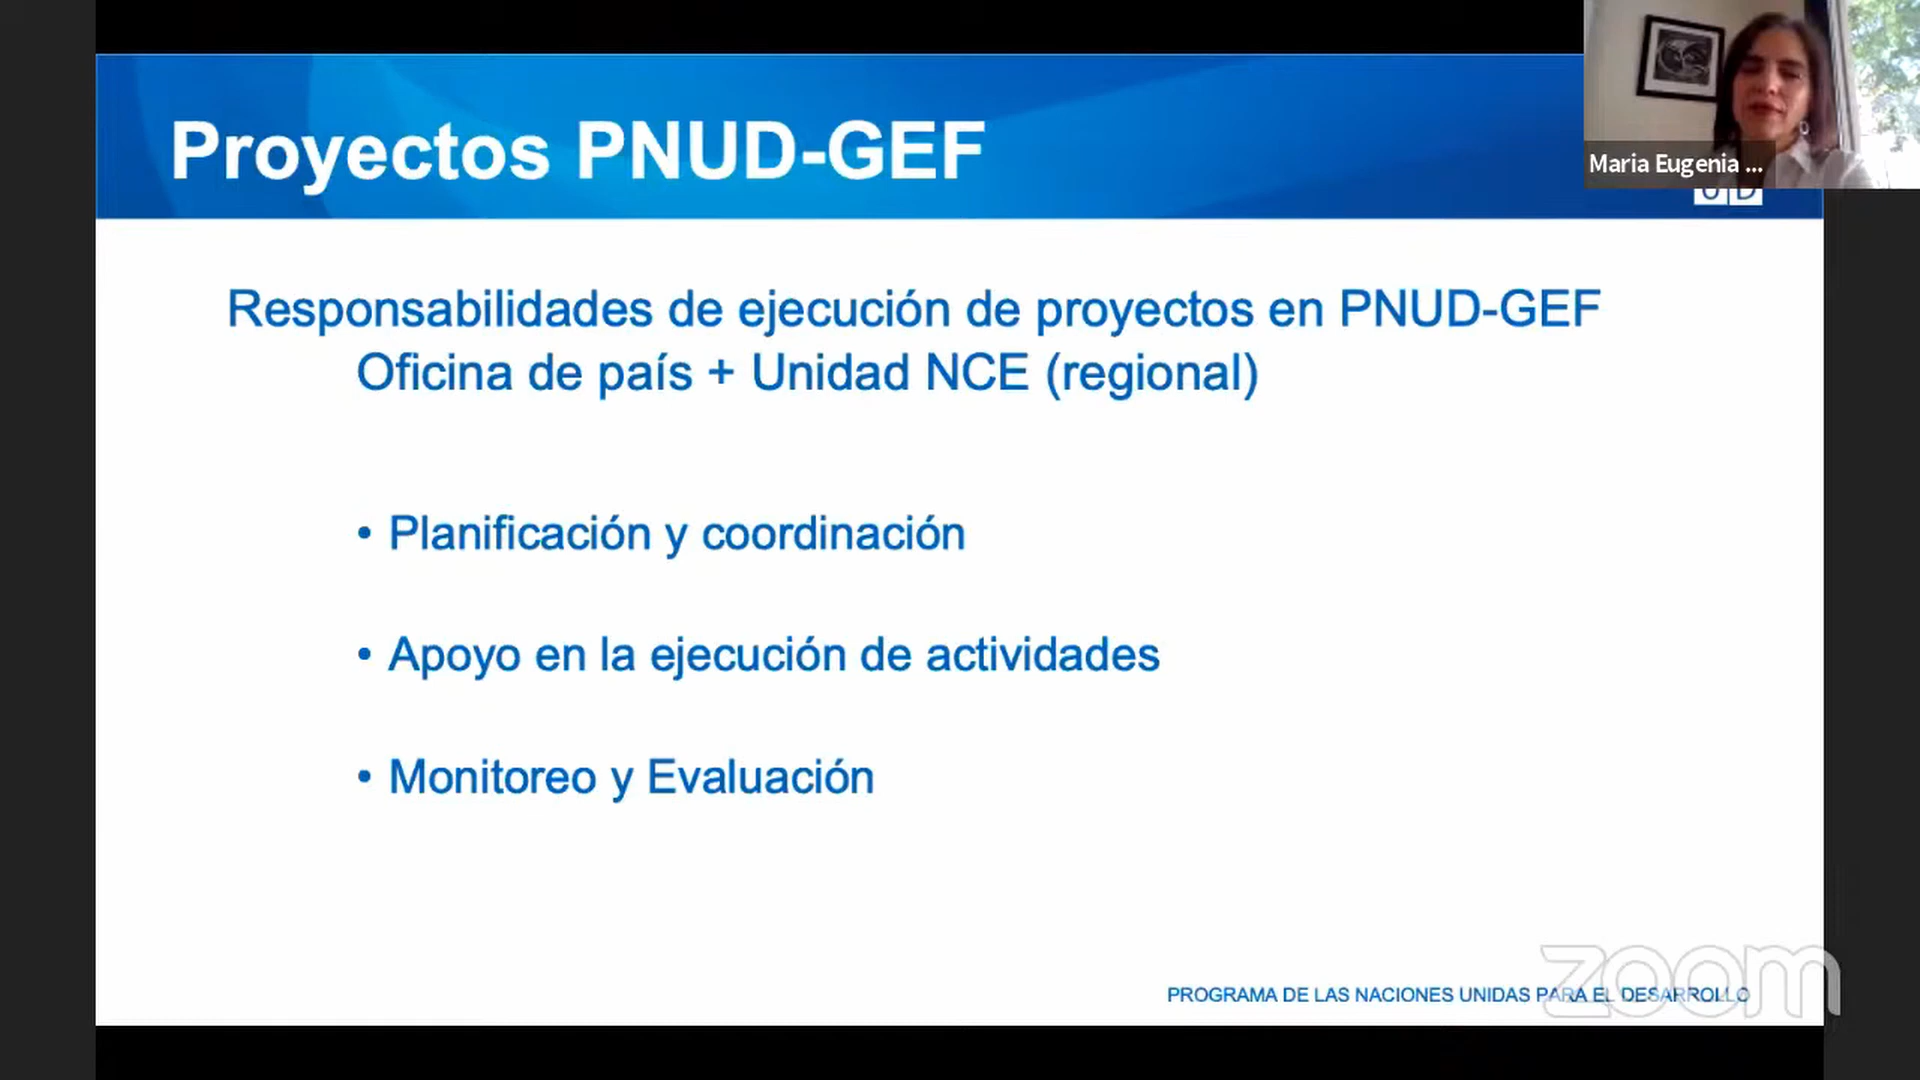 Proyectos PNUD-GEF
Maria Eugenia ...
U D
Responsabilidades de ejecución de proyectos en PNUD-GEF
Oficina de país + Unidad NCE (regional)
• Planificación y coordinación
• Apoyo en la ejecución de actividades
• Monitoreo y Evaluación
PROGRAMA DE LAS NACIONES UNIDAS PARA EL DESARROLLO
zoom